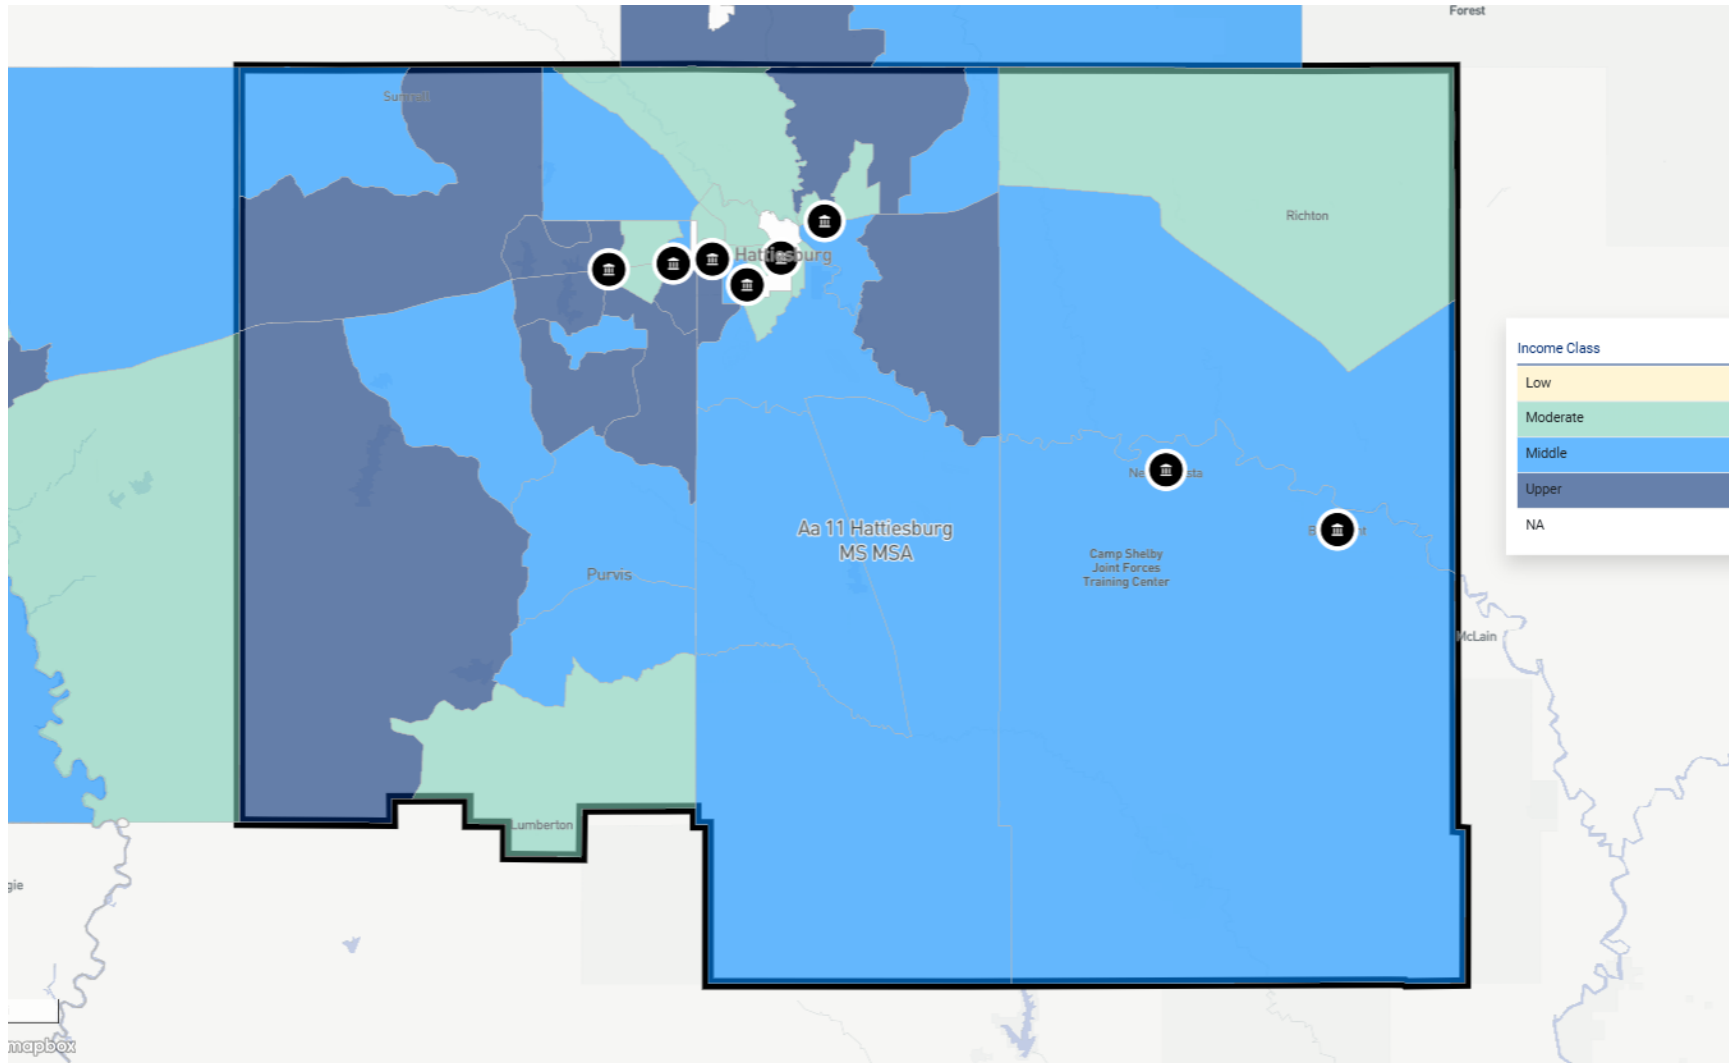 Forest
Sumrall
Richton
Hattiesburg
Income Class
Low
Moderate
Middle
Upper
NA
Aa 11 Hattiesburg
MS MSA
Camp Shelby
Joint Forces
Training Center
Purvis
McLain
Lumberton
gie
mapbox